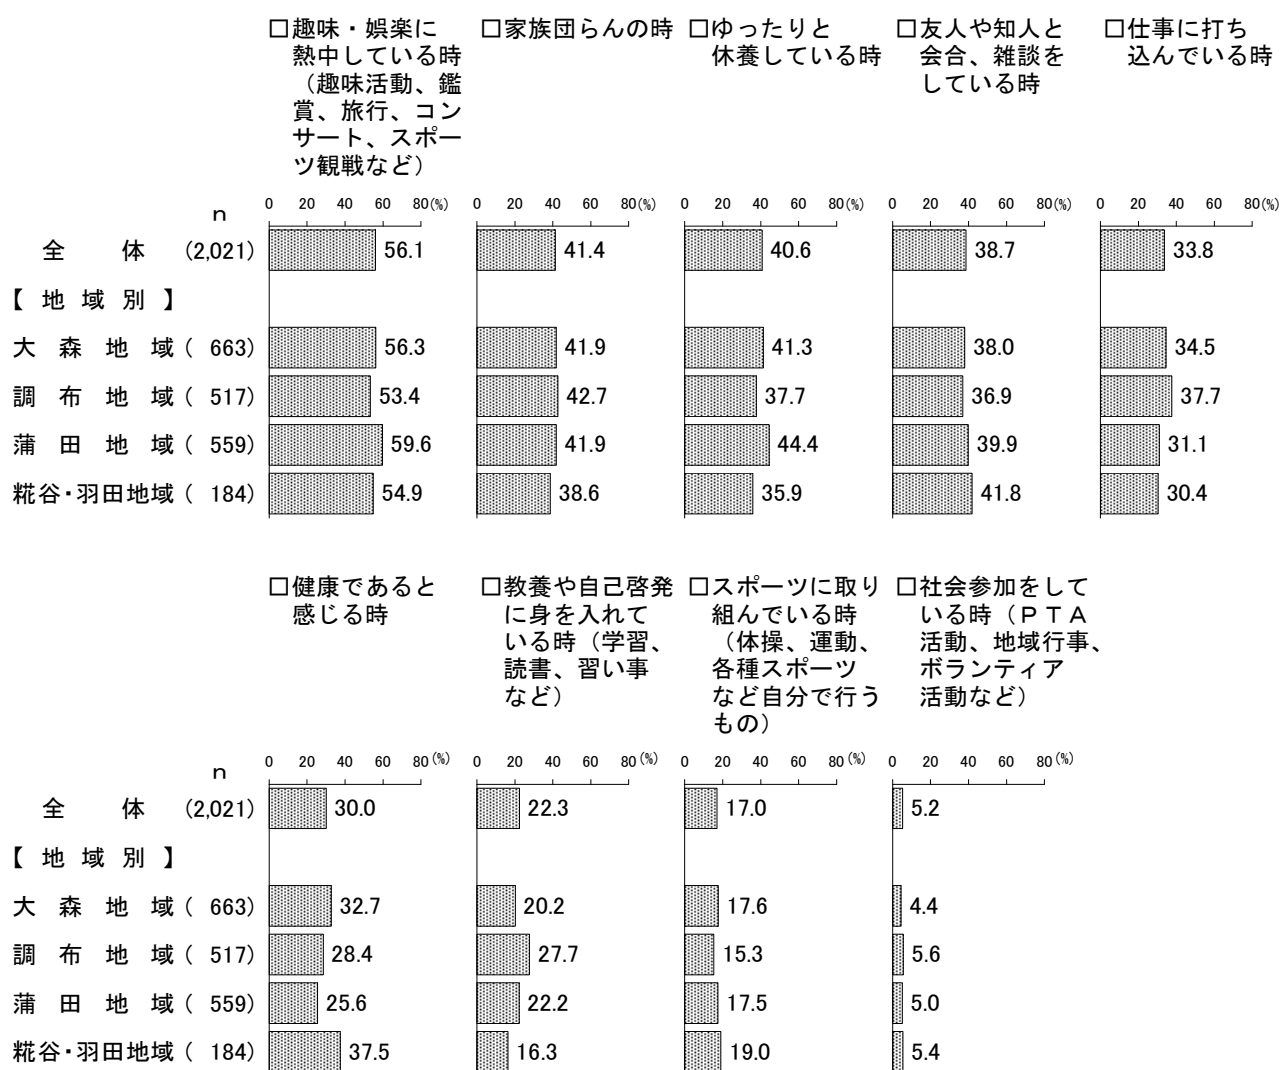 □趣味・娯楽に
熱中している時
（趣味活動、鑑
賞、旅行、コン
サート、スポー
ツ観戦など）
□家族団らんの時
□ゆったりと
休養している時
□友人や知人と
会合、雑談を
している時
□仕事に打ち
込んでいる時
n
0 20 40 60 80(%) 0 20 40 60 80(%) 0 20 40 60 80(%) 0 20 40 60 80(%) 0 20 40 60 80(%)
全体 (2,021) 56.1 41.4 40.6 38.7 33.8
【地域別】
大森地域( 663) 56.3 41.9 41.3 38.0 34.5
調布地域( 517) 53.4 42.7 37.7 36.9 37.7
蒲田地域( 559) 59.6 41.9 44.4 39.9 31.1
糀谷・羽田地域( 184) 54.9 38.6 35.9 41.8 30.4
□健康であると
感じる時
□教養や自己啓発
に身を入れて
いる時（学習、
読書、習い事
など）
□スポーツに取り
組んでいる時
（体操、運動、
各種スポーツ
など自分で行う
もの）
□社会参加をして
いる時（ＰＴＡ
活動、地域行事、
ボランティア
活動など）
n
0 20 40 60 80(%) 0 20 40 60 80(%) 0 20 40 60 80(%) 0 20 40 60 80(%)
全体 (2,021) 30.0 22.3 17.0 5.2
【地域別】
大森地域( 663) 32.7 20.2 17.6 4.4
調布地域( 517) 28.4 27.7 15.3 5.6
蒲田地域( 559) 25.6 22.2 17.5 5.0
糀谷・羽田地域( 184) 37.5 16.3 19.0 5.4